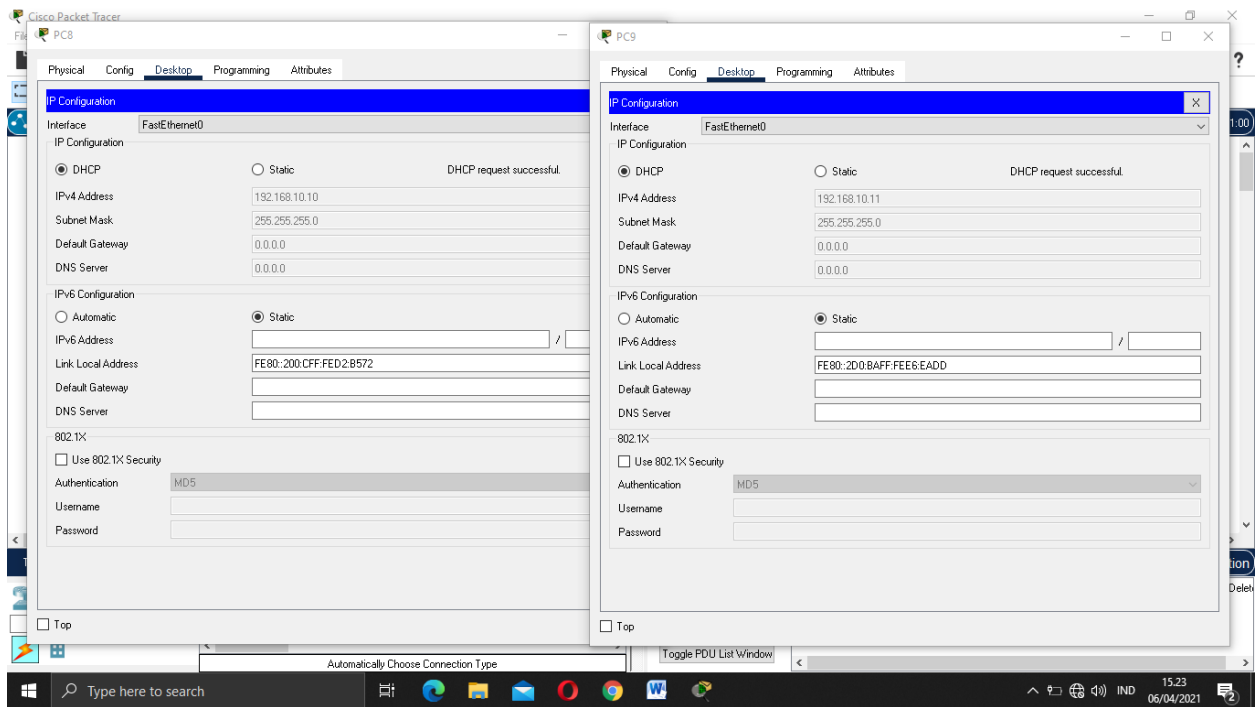 Cisco Packet Tracer
File
PC8
Physical Config Desktop Programming Attributes
IP Configuration
Interface FastEthernet0
IP Configuration
DHCP Static DHCP request successful.
IPv4 Address 192.168.10.10
Subnet Mask 255.255.255.0
Default Gateway 0.0.0.0
DNS Server 0.0.0.0
IPv6 Configuration
Automatic Static
IPv6 Address /
Link Local Address FE80::200:CFF:FED2:B572
Default Gateway
DNS Server
802.1X
Use 802.1X Security
Authentication MD5
Username
Password
Top
PC9
Physical Config Desktop Programming Attributes
IP Configuration X
Interface FastEthernet0
IP Configuration
DHCP Static DHCP request successful.
IPv4 Address 192.168.10.11
Subnet Mask 255.255.255.0
Default Gateway 0.0.0.0
DNS Server 0.0.0.0
IPv6 Configuration
Automatic Static
IPv6 Address /
Link Local Address FE80::2D0:BAFF:FEE6:EADD
Default Gateway
DNS Server
802.1X
Use 802.1X Security
Authentication MD5
Username
Password
Top
?
1:00
tion
Delet
Automatically Choose Connection Type
Toggle PDU List Window
Type here to search
IND
15.23
06/04/2021
2